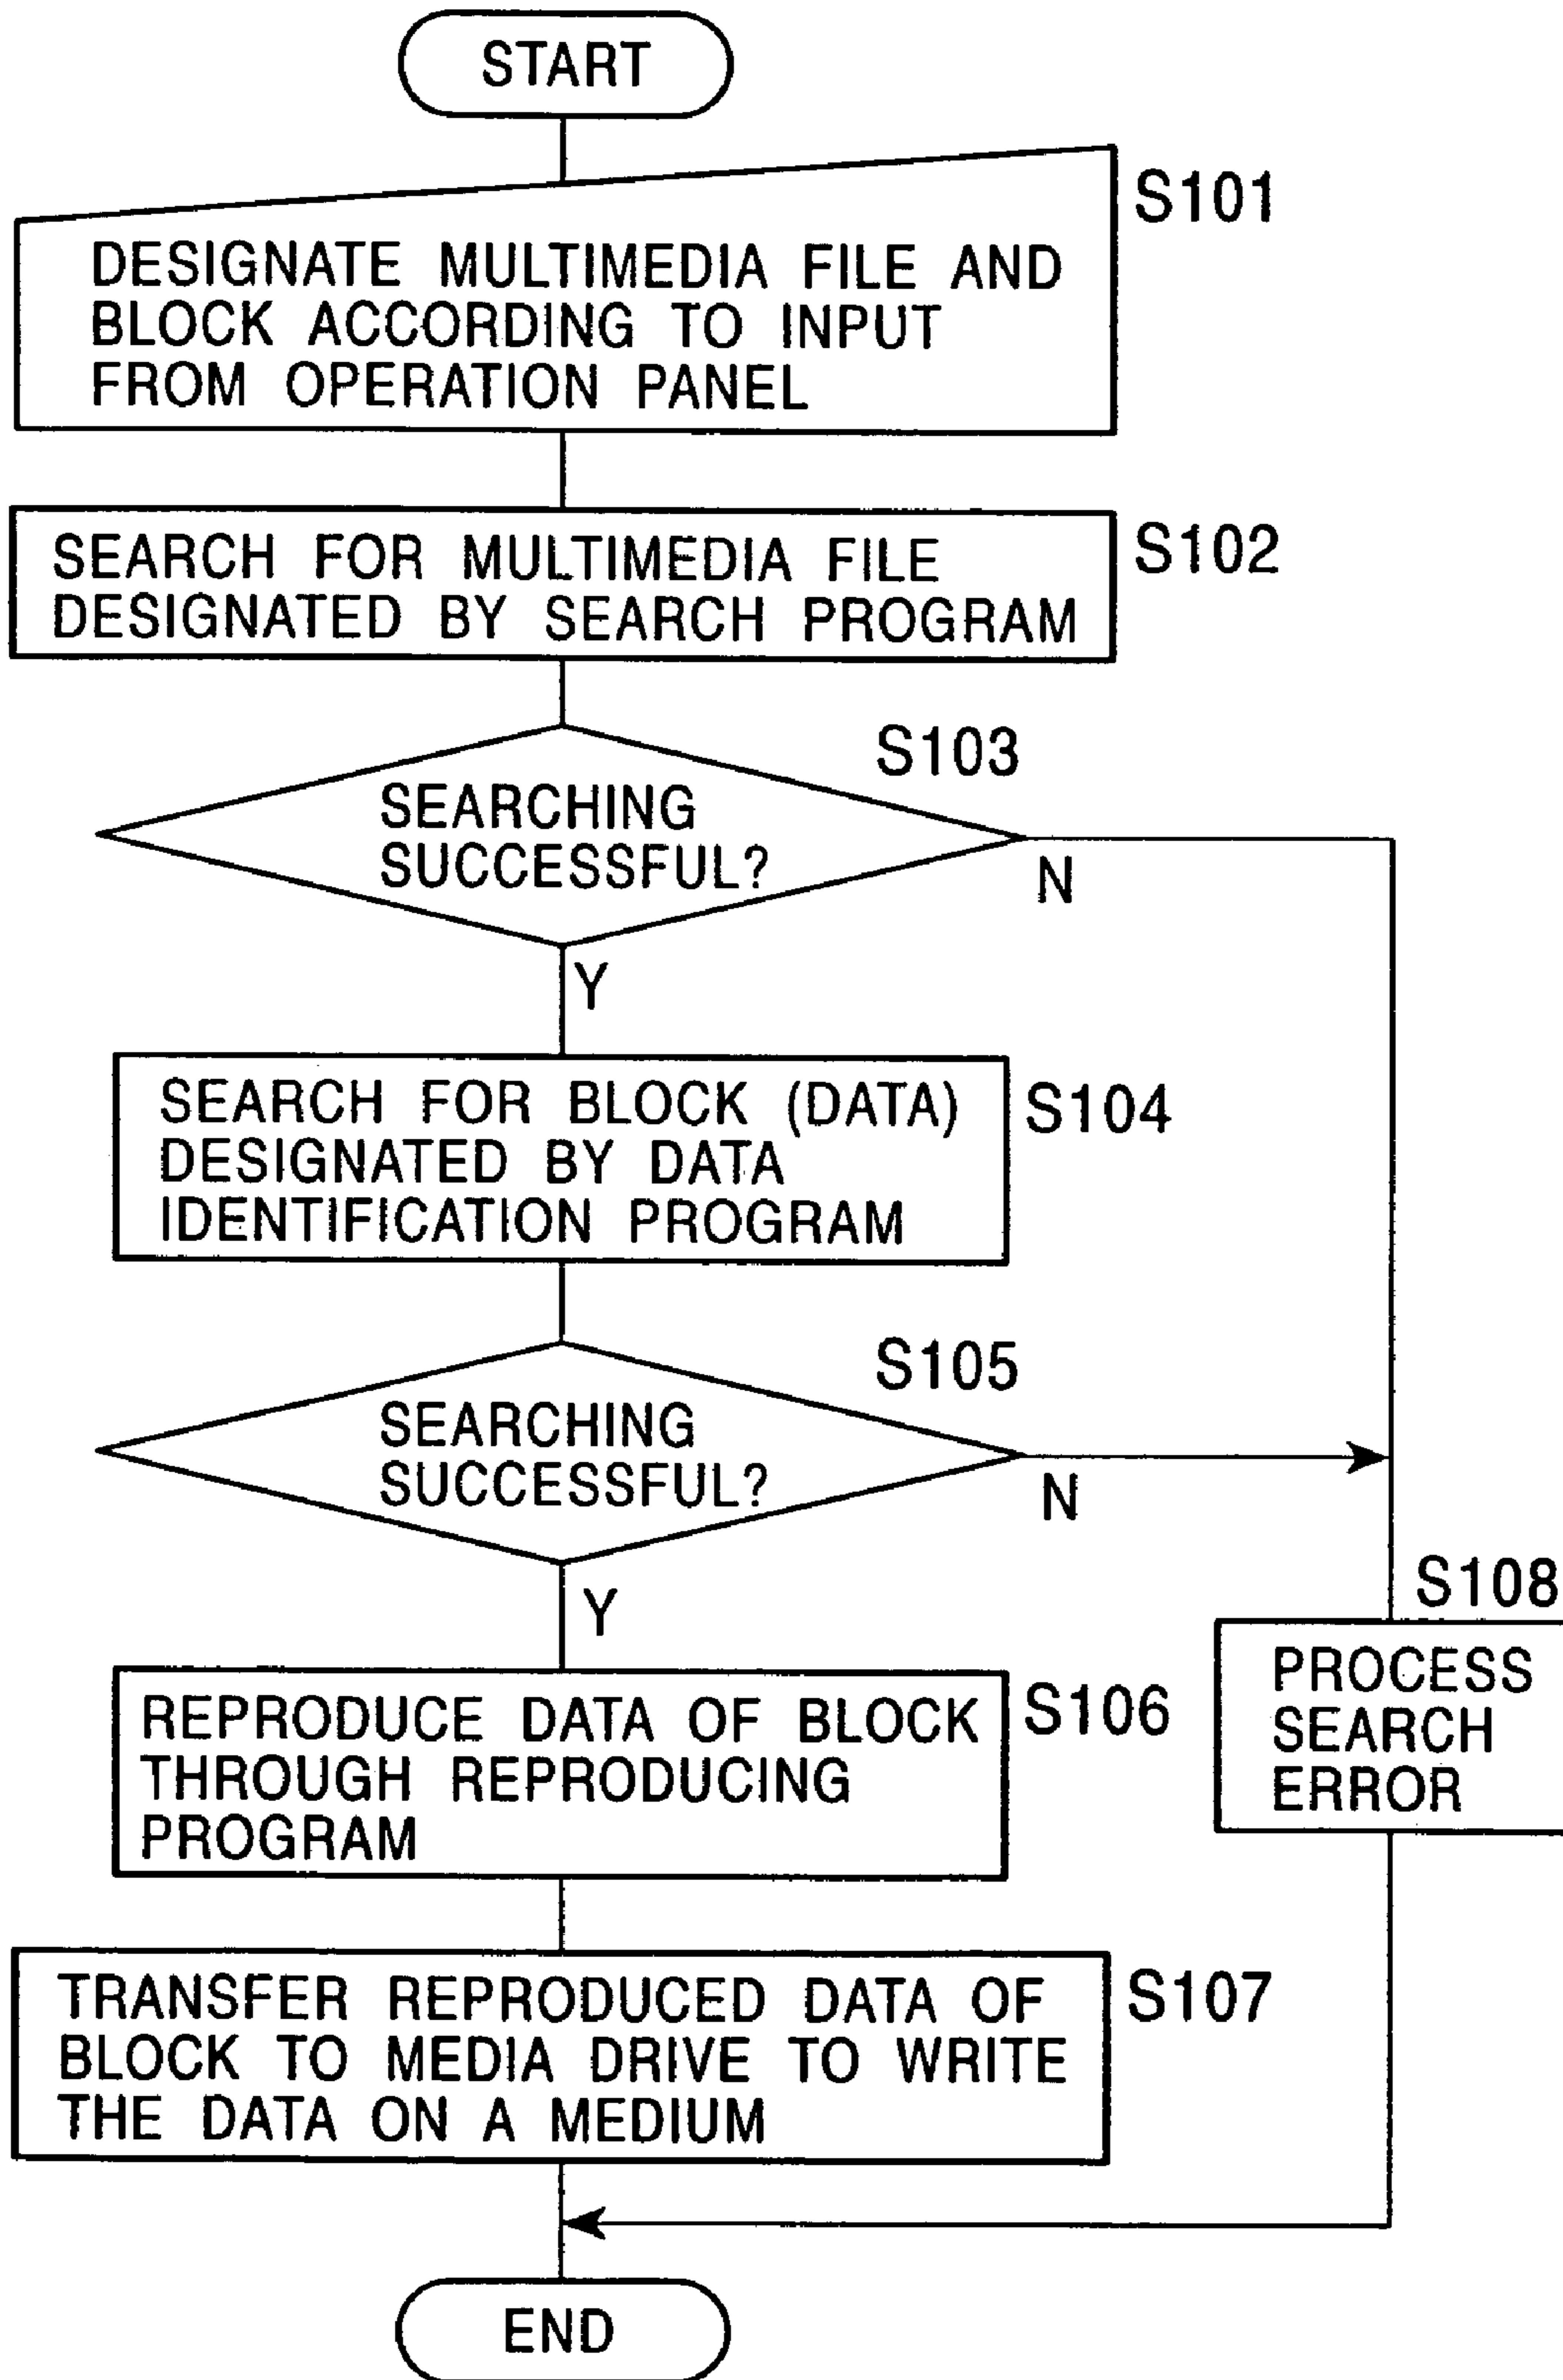 START
S101
DESIGNATE MULTIMEDIA FILE AND
BLOCK ACCORDING TO INPUT
FROM OPERATION PANEL
S102
SEARCH FOR MULTIMEDIA FILE
DESIGNATED BY SEARCH PROGRAM
S103
SEARCHING
SUCCESSFUL?
N
Y
SEARCH FOR BLOCK (DATA)
DESIGNATED BY DATA
IDENTIFICATION PROGRAM
S104
S105
SEARCHING
SUCCESSFUL?
N
Y
S108
PROCESS
SEARCH
ERROR
REPRODUCE DATA OF BLOCK
THROUGH REPRODUCING
PROGRAM
S106
TRANSFER REPRODUCED DATA OF
BLOCK TO MEDIA DRIVE TO WRITE
THE DATA ON A MEDIUM
S107
END